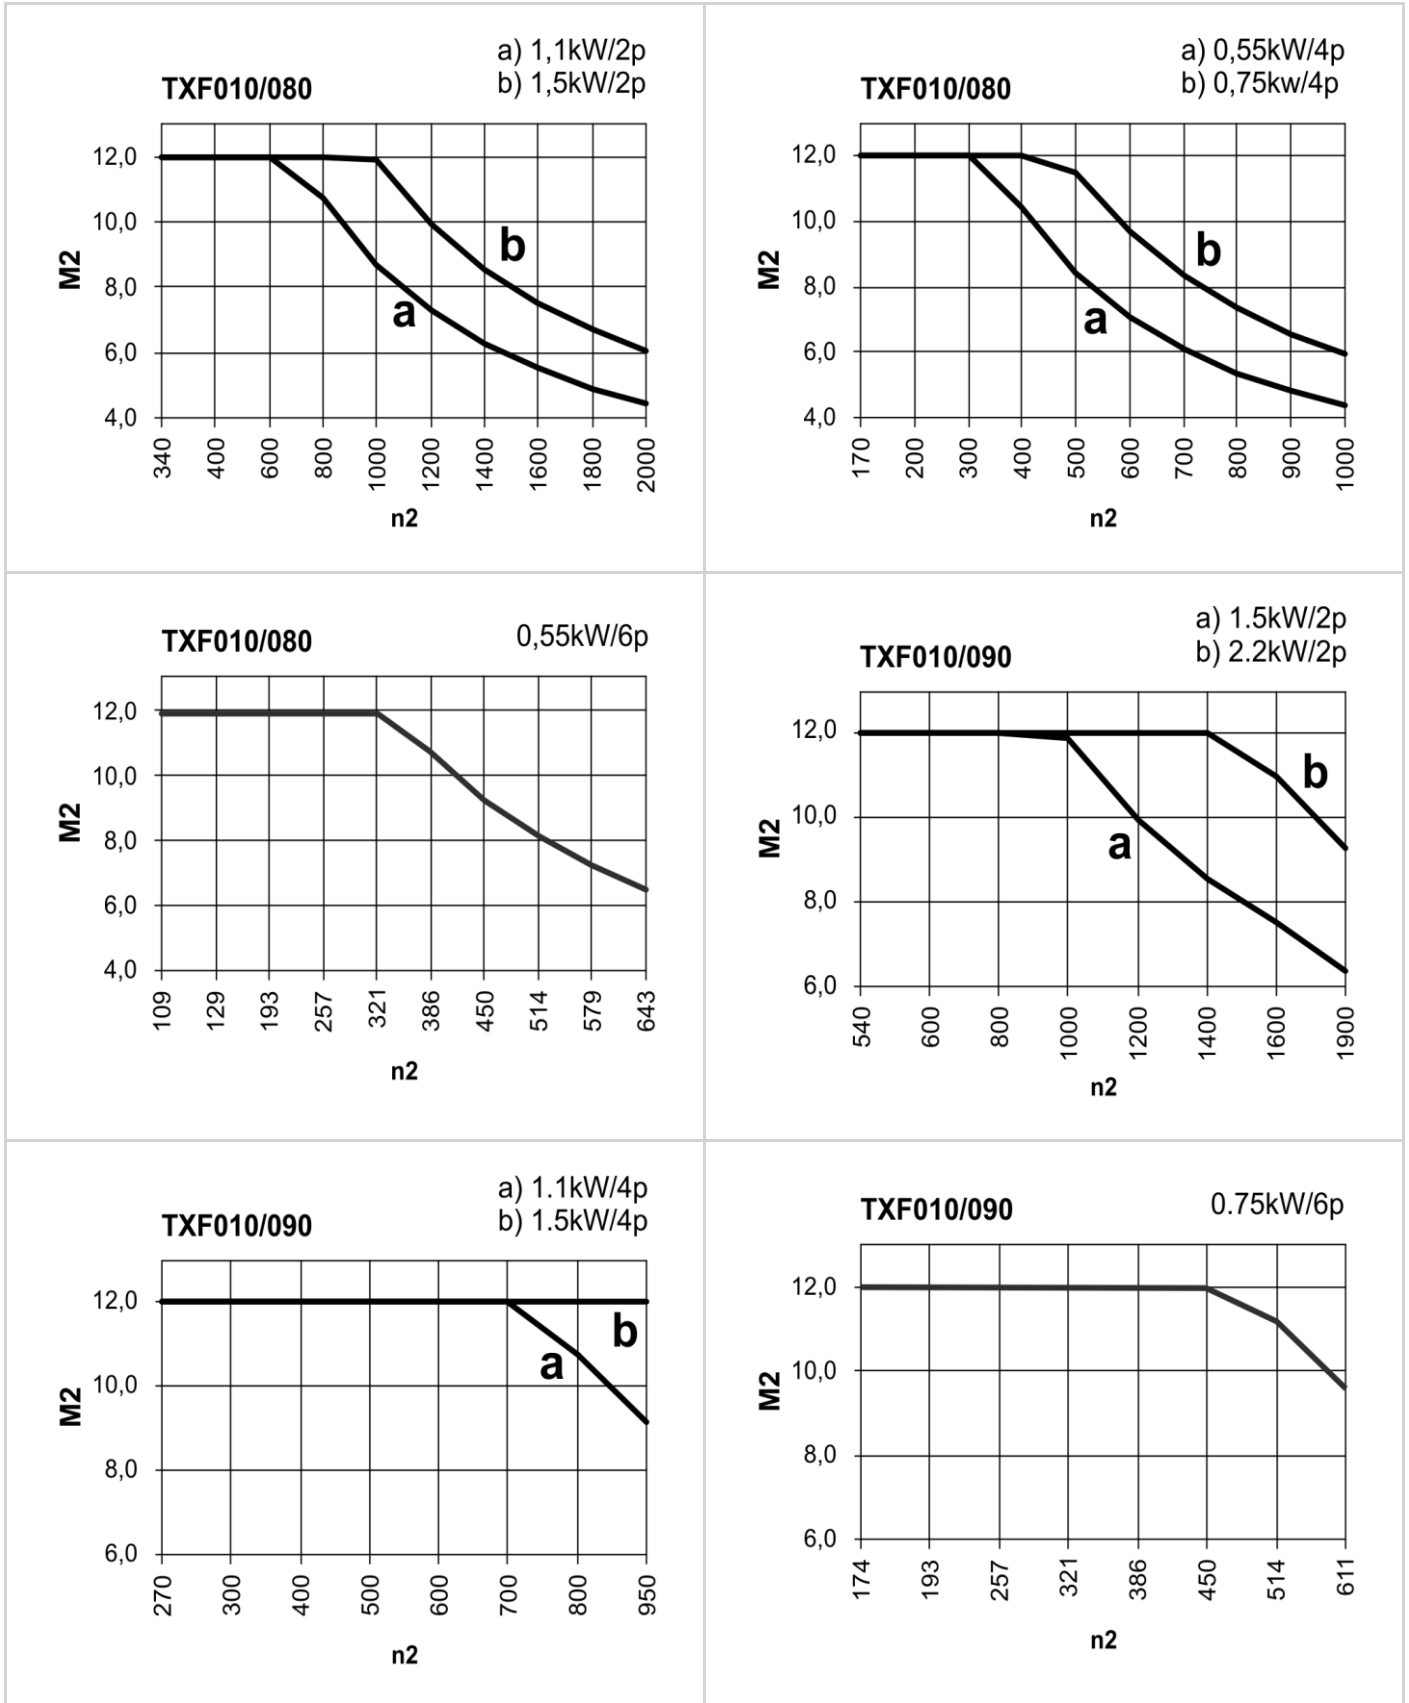 a) 1,1kW/2p
b) 1,5kW/2p
TXF010/080
12,0
10,0
8,0
6,0
4,0
M2
b
a
340 400 600 800 1000 1200 1400 1600 1800 2000
n2
a) 0,55kW/4p
b) 0,75kw/4p
TXF010/080
12,0
10,0
8,0
6,0
4,0
M2
b
a
170 200 300 400 500 600 700 800 900 1000
n2
TXF010/080 0,55kW/6p
12,0
10,0
8,0
6,0
4,0
M2
109 129 193 257 321 386 450 514 579 643
n2
a) 1.5kW/2p
b) 2.2kW/2p
TXF010/090
12,0
10,0
8,0
6,0
M2
b
a
540 600 800 1000 1200 1400 1600 1900
n2
a) 1.1kW/4p
b) 1.5kW/4p
TXF010/090
12,0
10,0
8,0
6,0
M2
b
a
270 300 400 500 600 700 800 950
n2
TXF010/090 0.75kW/6p
12,0
10,0
8,0
6,0
M2
174 193 257 321 386 450 514 611
n2